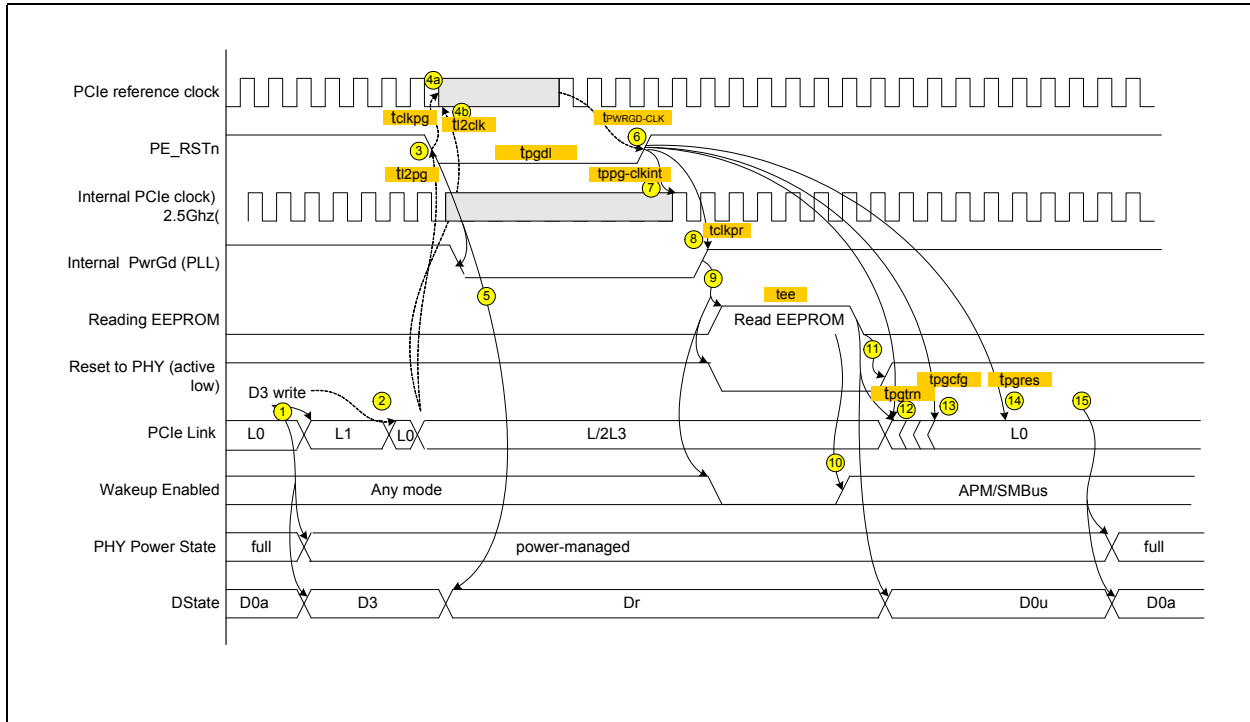 4a
PCIe reference clock
tclkpg
4b
tl2clk
tPWRGD-CLK
6
PE_RSTn
3
tpgdl
tl2pg
tppg-clkint
7
Internal PCIe clock)
2.5Ghz(
tclkpr
8
Internal PwrGd (PLL)
9
5
tee
Reading EEPROM
Read EEPROM
11
Reset to PHY (active
low)
tpgcfg
tpgres
D3 write
tpgtrn
1
2
12
13
14
15
PCIe Link
L0
L1
L0
L/2L3
L0
10
Wakeup Enabled
Any mode
APM/SMBus
PHY Power State
full
power-managed
full
DState
D0a
D3
Dr
D0u
D0a